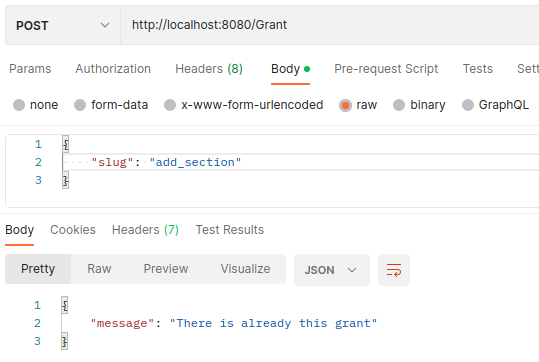 POST http://localhost:8080/Grant
Params Authorization Headers (8) Body Pre-request Script Tests Sett
none form-data x-www-form-urlencoded raw binary GraphQL
1 {
2 "slug": "add_section"
3 }
Body Cookies Headers (7) Test Results
Pretty Raw Preview Visualize JSON
1 {
2 "message": "There is already this grant"
3 }